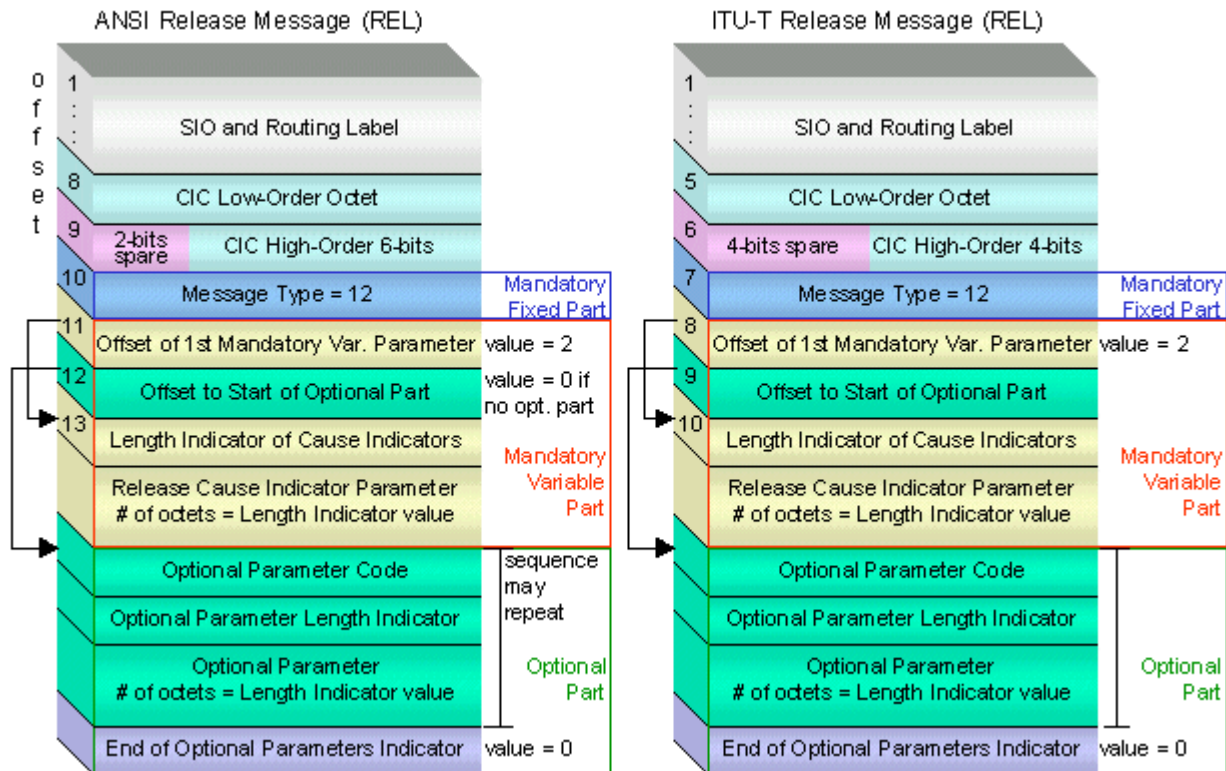 ANSI Release Message (REL)
offset
1
:
:
SIO and Routing Label
8
CIC Low-Order Octet
9
2-bits
spare
CIC High-Order 6-bits
10
Message Type = 12
Mandatory
Fixed Part
11
Offset of 1st Mandatory Var. Parameter
value = 2
12
Offset to Start of Optional Part
value = 0 if
no opt. part
13
Length Indicator of Cause Indicators
Mandatory
Variable
Part
Release Cause Indicator Parameter
# of octets = Length Indicator value
Optional Parameter Code
sequence
may
repeat
Optional Parameter Length Indicator
Optional Parameter
# of octets = Length Indicator value
Optional
Part
End of Optional Parameters Indicator
value = 0
ITU-T Release Message (REL)
1
:
:
SIO and Routing Label
5
CIC Low-Order Octet
6
4-bits spare
CIC High-Order 4-bits
7
Message Type = 12
Mandatory
Fixed Part
8
Offset of 1st Mandatory Var. Parameter
value = 2
9
Offset to Start of Optional Part
10
Length Indicator of Cause Indicators
Mandatory
Variable
Part
Release Cause Indicator Parameter
# of octets = Length Indicator value
Optional Parameter Code
Optional Parameter Length Indicator
Optional Parameter
# of octets = Length Indicator value
Optional
Part
End of Optional Parameters Indicator
value = 0